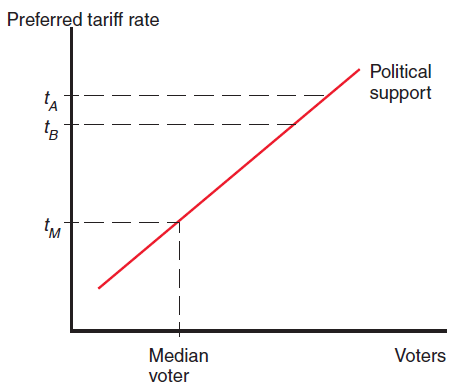 Preferred tariff rate
Political
support
tA
tB
tM
Median
voter
Voters